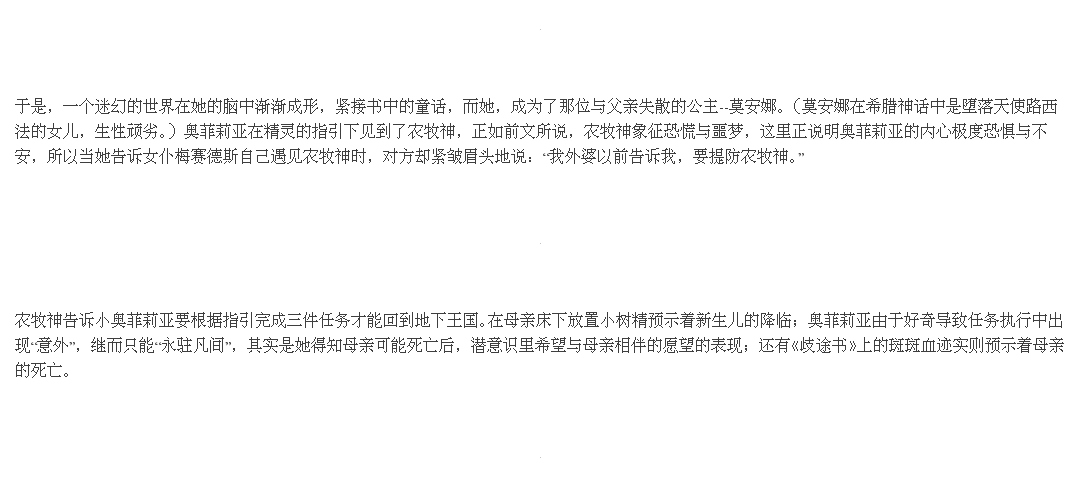 于是，一个迷幻的世界在她的脑中渐渐成形，紧接书中的童话，而她，成为了那位与父亲失散的公主--莫安娜。（莫安娜在希腊神话中是堕落天使路西
法的女儿，生性顽劣。）奥菲莉亚在精灵的指引下见到了农牧神，正如前文所说，农牧神象征恐慌与噩梦，这里正说明奥菲莉亚的内心极度恐惧与不
安，所以当她告诉女仆梅赛德斯自己遇见农牧神时，对方却紧皱眉头地说：“我外婆以前告诉我，要提防农牧神。”
农牧神告诉小奥菲莉亚要根据指引完成三件任务才能回到地下王国。在母亲床下放置小树精预示着新生儿的降临；奥菲莉亚由于好奇导致任务执行中出
现“意外”，继而只能“永驻凡间”，其实是她得知母亲可能死亡后，潜意识里希望与母亲相伴的愿望的表现；还有《歧途书》上的斑斑血迹实则预示着母亲
的死亡。